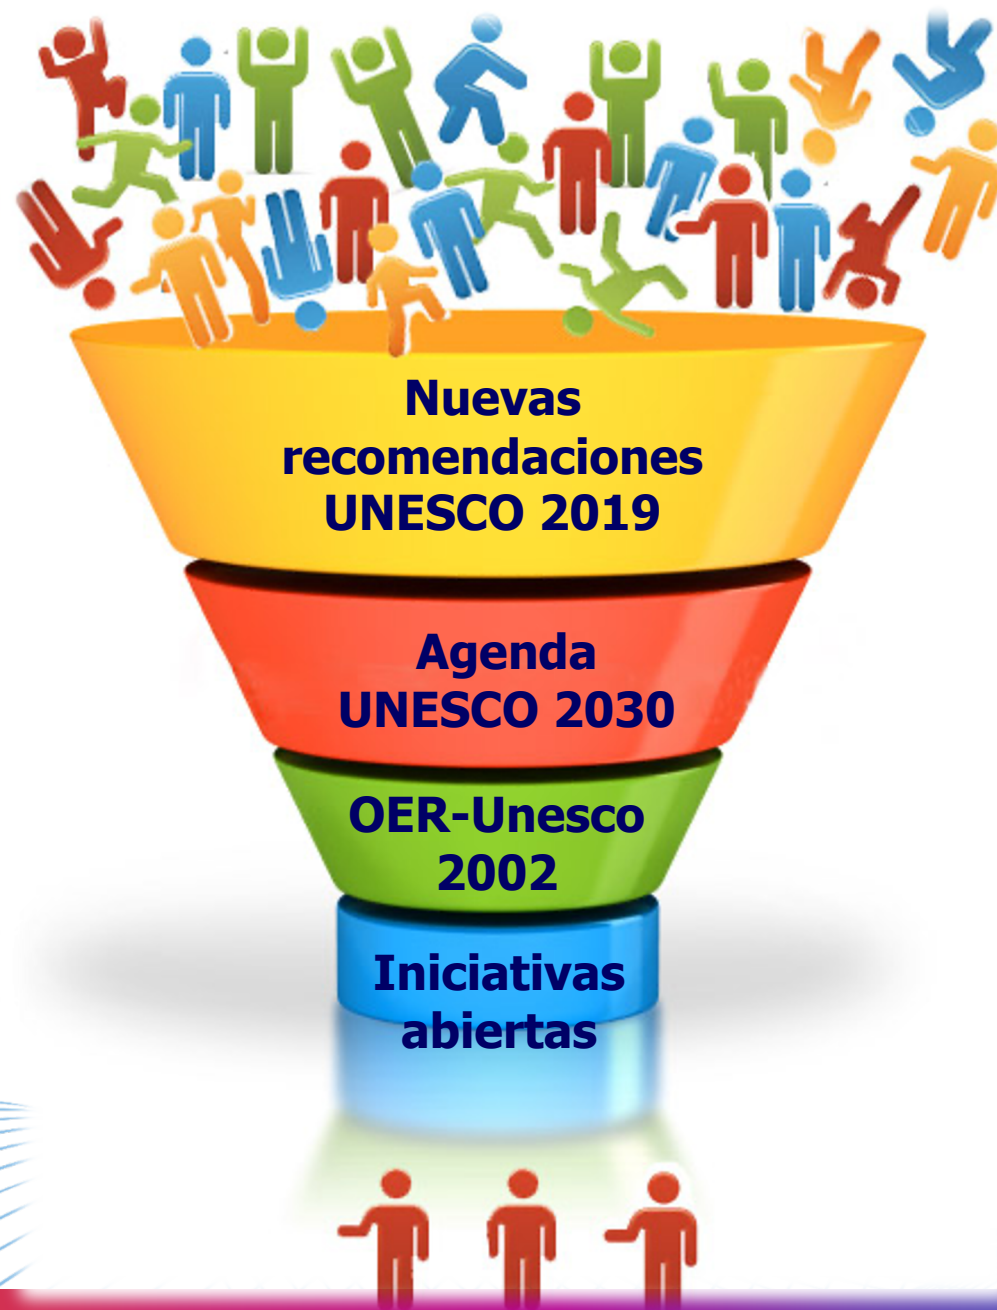 Nuevas
recomendaciones
UNESCO 2019
Agenda
UNESCO 2030
OER-Unesco
2002
Iniciativas
abiertas